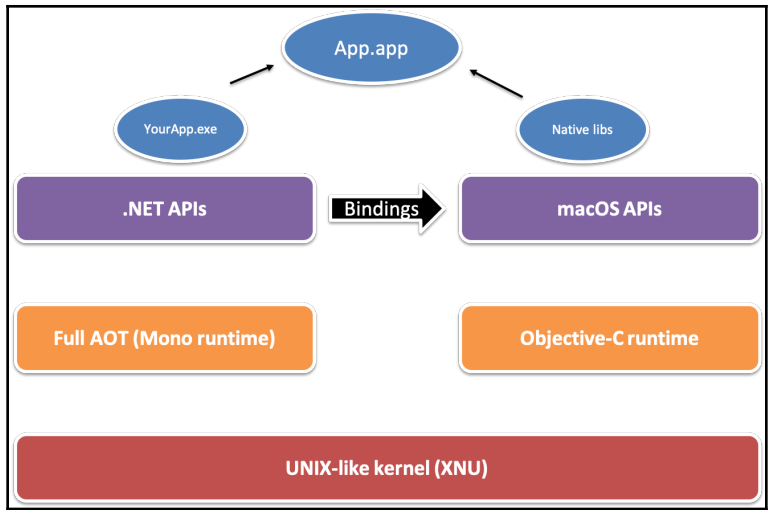 App.app
YourApp.exe
Native libs
.NET APIs
Bindings
macOS APIs
Full AOT (Mono runtime)
Objective-C runtime
UNIX-like kernel (XNU)